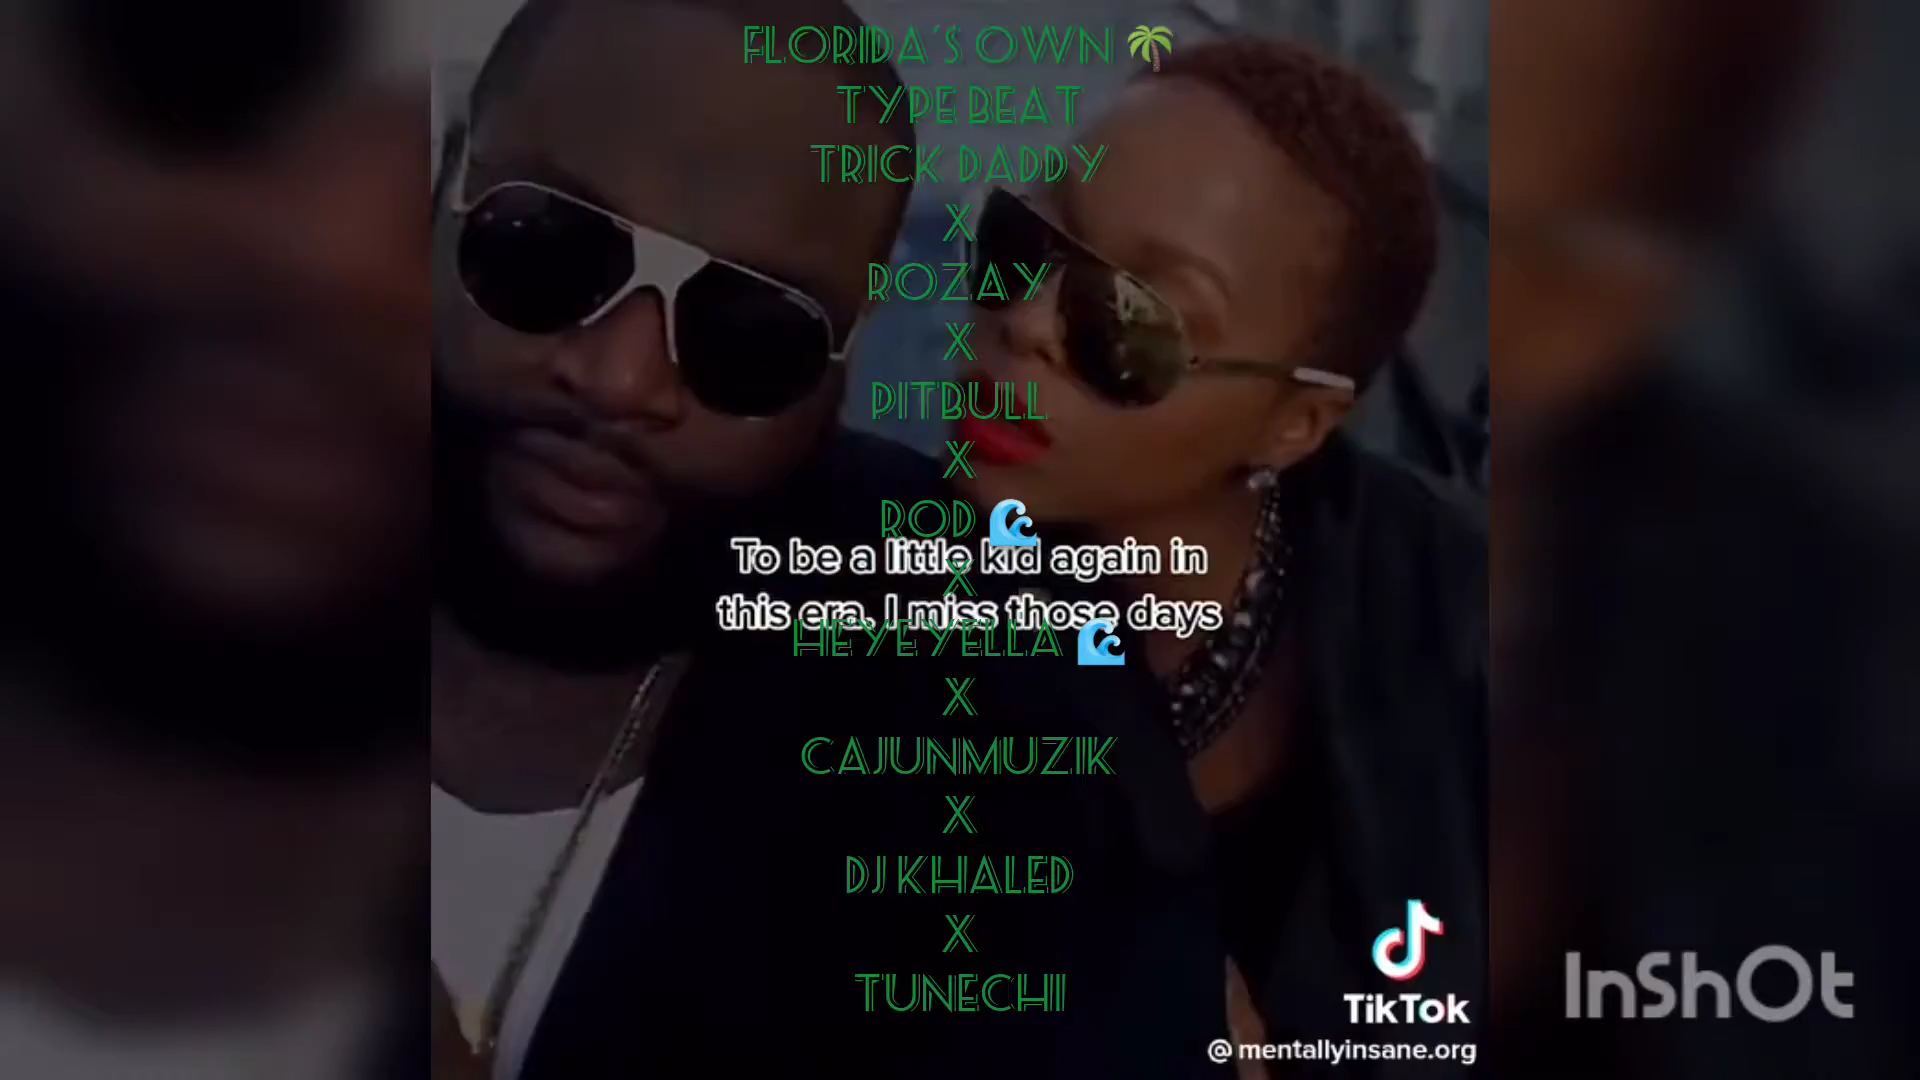 FLORIDA'S OWN 🌴
TYPE BEAT
TRICK DADDY
X
ROZAY
X
PITBULL
X
ROD 🌊
To be a little kid again in
X
this era. I miss those days
HEYEYELLA 🌊
X
CAJUNMUZIK
X
DJ KHALED
X
TUNECHI
TikTok
@mentallyinsane.org
InShOt